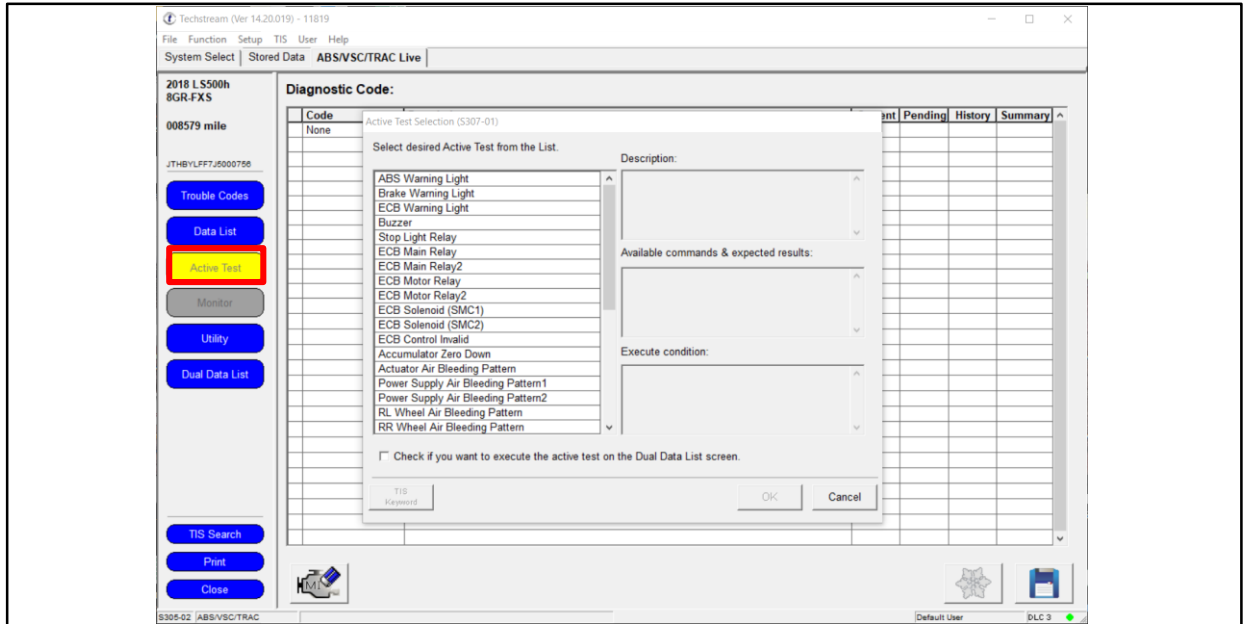 Techstream (Ver 14.20.019) - 11819
File Function Setup TIS User Help
System Select Stored Data ABS/VSC/TRAC Live
2018 LS500h
8GR-FXS
008579 mile
JTHBYLFF7J5000756
Trouble Codes
Data List
Active Test
Monitor
Utility
Dual Data List
TIS Search
Print
Close
Diagnostic Code:
Code Pending History Summary
None
Active Test Selection (S307-01)
Select desired Active Test from the List.
ABS Warning Light
Brake Warning Light
ECB Warning Light
Buzzer
Stop Light Relay
ECB Main Relay
ECB Main Relay2
ECB Motor Relay
ECB Motor Relay2
ECB Solenoid (SMC1)
ECB Solenoid (SMC2)
ECB Control Invalid
Accumulator Zero Down
Actuator Air Bleeding Pattern
Power Supply Air Bleeding Pattern1
Power Supply Air Bleeding Pattern2
RL Wheel Air Bleeding Pattern
RR Wheel Air Bleeding Pattern
Description:
Available commands & expected results:
Execute condition:
Check if you want to execute the active test on the Dual Data List screen.
TIS
Keyword
OK Cancel
S305-02 ABS/VSC/TRAC Default User DLC 3